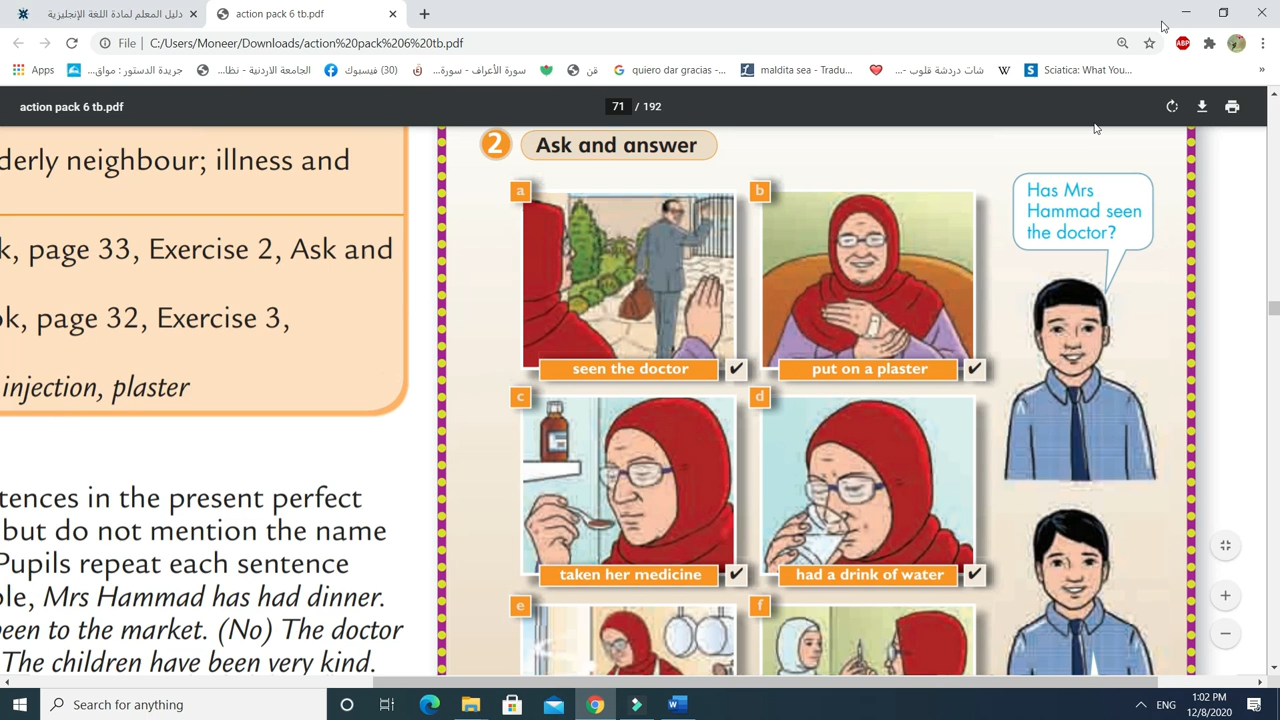 دليل المعلم لمادة اللغة الإنجليزية
action pack 6 tb.pdf
File
C:/Users/Moneer/Downloads/action%20pack%206%20tb.pdf
ABP
Apps
جريدة الدستور : مواق...
الجامعة الاردنية - نظا...
(30) فيسبوك
سورة الأعراف - سورة...
قن
quiero dar gracias -...
maldita sea - Tradu...
شات دردشة قلوب -...
Sciatica: What You...
»
action pack 6 tb.pdf
71 / 192
derly neighbour; illness and
k, page 33, Exercise 2, Ask and
ok, page 32, Exercise 3,
injection, plaster
tences in the present perfect
but do not mention the name
Pupils repeat each sentence
ole, Mrs Hammad has had dinner.
been to the market. (No) The doctor
The children have been very kind.
2 Ask and answer
a
seen the doctor ✔
b
put on a plaster ✔
c
taken her medicine ✔
d
had a drink of water ✔
e
f
Has Mrs
Hammad seen
the doctor?
Search for anything
ENG
1:02 PM
12/8/2020